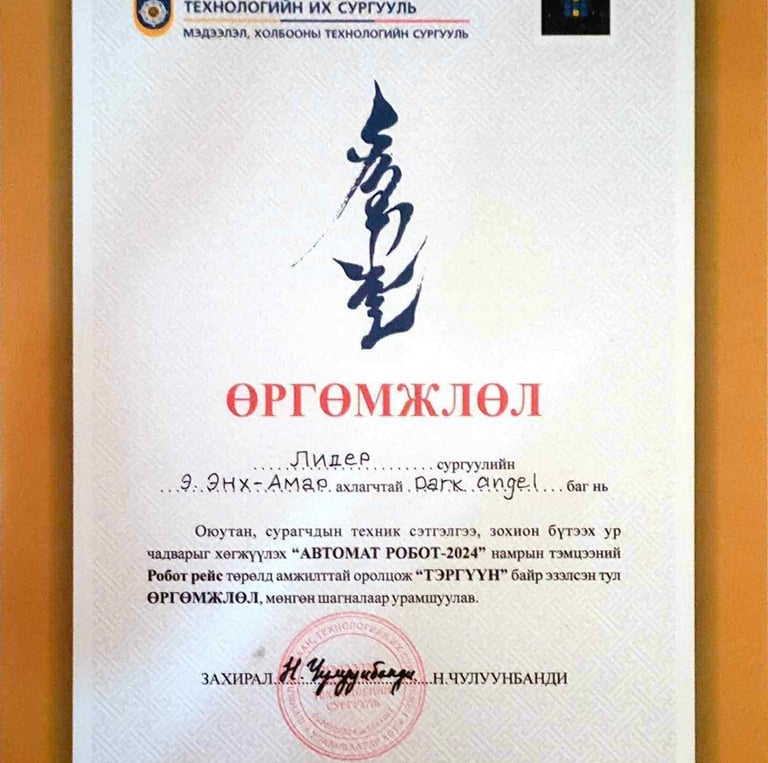 ТЕХНОЛОГИЙН ИХ СУРГУУЛЬ
МЭДЭЭЛЭЛ, ХОЛБООНЫ ТЕХНОЛОГИЙН СУРГУУЛЬ
ӨРГӨМЖЛӨЛ
Лидер сургуулийн
Э. Энх-Амар ахлагчтай Dark angel баг нь
Оюутан, сурагчдын техник сэтгэлгээ, зохион бүтээх ур
чадварыг хөгжүүлэх “АВТОМАТ РОБОТ-2024” намрын тэмцээний
Робот рейс төрөлд амжилттай оролцож “ТЭРГҮҮН” байр эзэлсэн тул
ӨРГӨМЖЛӨЛ, мөнгөн шагналаар урамшуулав.
ЗАХИРАЛ Н. Чулуунбанди Н.ЧУЛУУНБАНДИ